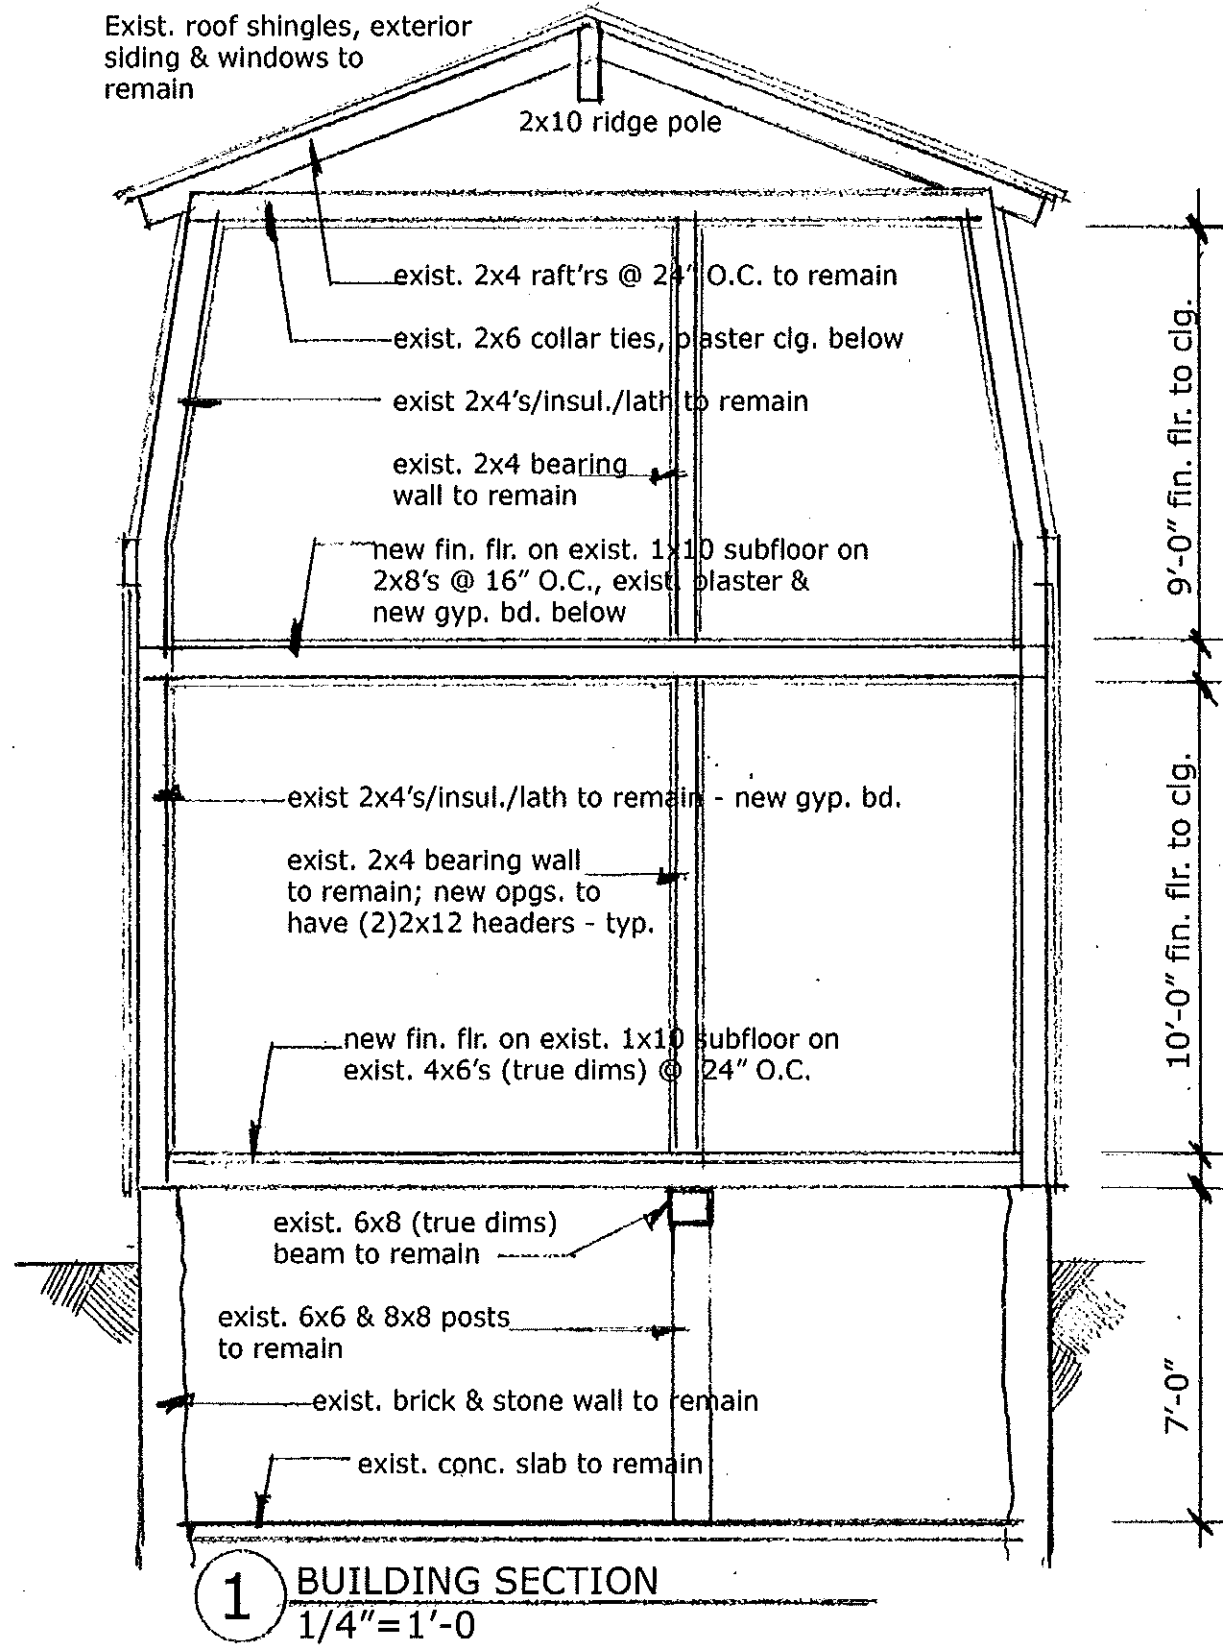 Exist. roof shingles, exterior
siding & windows to
remain
2x10 ridge pole
exist. 2x4 raft'rs @ 24" O.C. to remain
exist. 2x6 collar ties, plaster clg. below
exist 2x4's/insul./lath to remain
exist. 2x4 bearing
wall to remain
new fin. flr. on exist. 1x10 subfloor on
2x8's @ 16" O.C., exist. plaster &
new gyp. bd. below
9'-0" fin. flr. to clg.
exist 2x4's/insul./lath to remain - new gyp. bd.
exist. 2x4 bearing wall
to remain; new opgs. to
have (2)2x12 headers - typ.
10'-0" fin. flr. to clg.
new fin. flr. on exist. 1x10 subfloor on
exist. 4x6's (true dims) @ 24" O.C.
exist. 6x8 (true dims)
beam to remain
exist. 6x6 & 8x8 posts
to remain
7'-0"
exist. brick & stone wall to remain
exist. conc. slab to remain
1 BUILDING SECTION
1/4"=1'-0